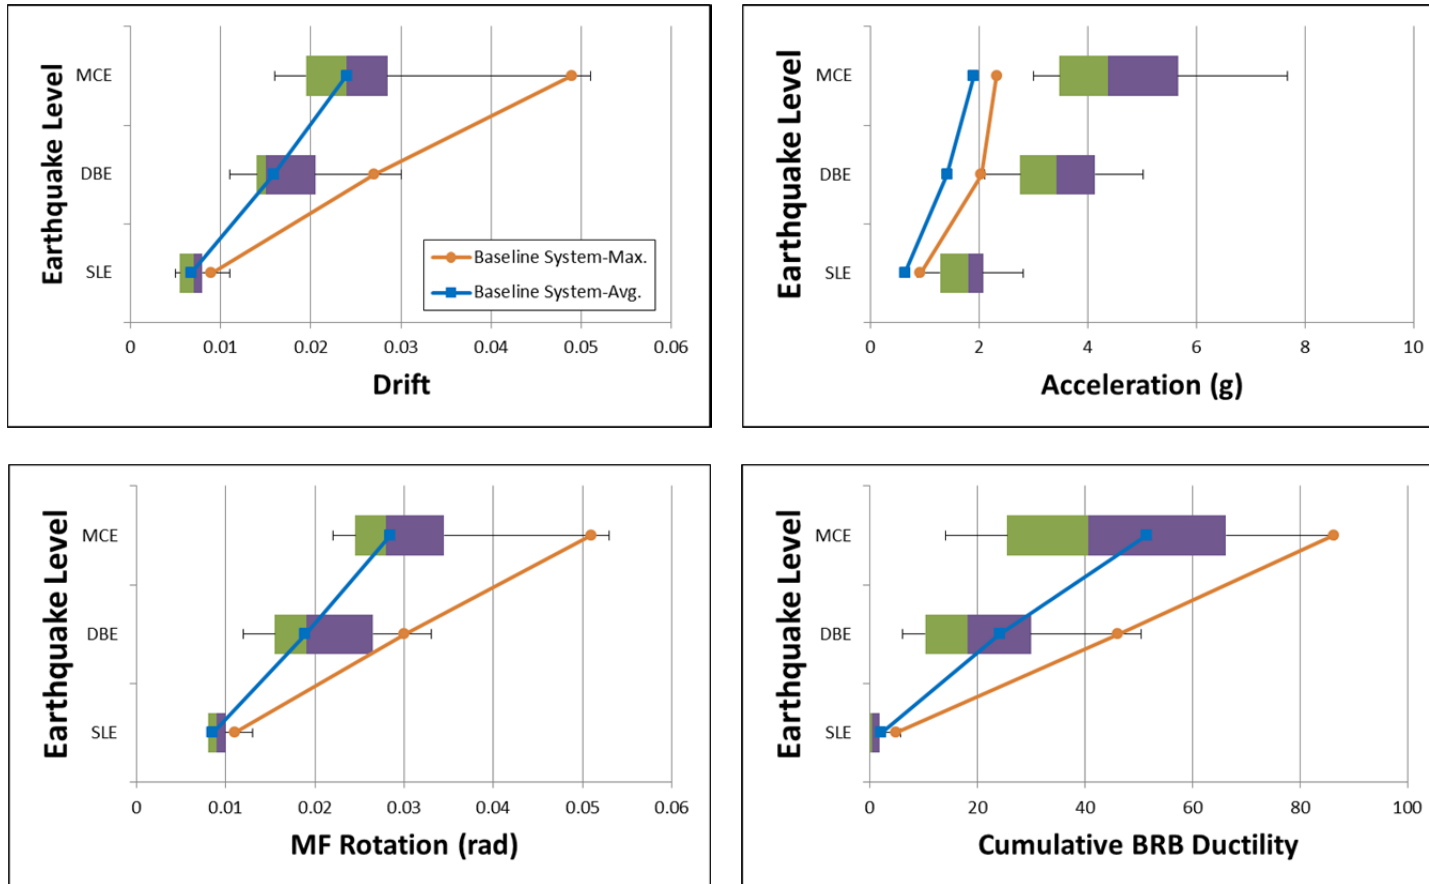 Earthquake Level
MCE
DBE
SLE
Baseline System-Max.
Baseline System-Avg.
0 0.01 0.02 0.03 0.04 0.05 0.06
Drift
Earthquake Level
MCE
DBE
SLE
0 2 4 6 8 10
Acceleration (g)
Earthquake Level
MCE
DBE
SLE
0 0.01 0.02 0.03 0.04 0.05 0.06
MF Rotation (rad)
Earthquake Level
MCE
DBE
SLE
0 20 40 60 80 100
Cumulative BRB Ductility